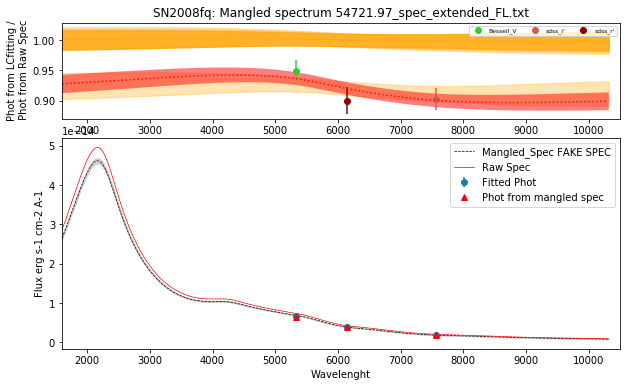 SN2008fq: Mangled spectrum 54721.97_spec_extended_FL.txt
Phot from LCfitting /
Phot from Raw Spec
1.00
0.95
0.90
Bessell_V
sdss_i'
sdss_r'
2000 3000 4000 5000 6000 7000 8000 9000 10000
1e−14
Flux erg s-1 cm-2 A-1
5
4
3
2
1
0
Mangled_Spec FAKE SPEC
Raw Spec
Fitted Phot
Phot from mangled spec
2000 3000 4000 5000 6000 7000 8000 9000 10000
Wavelenght